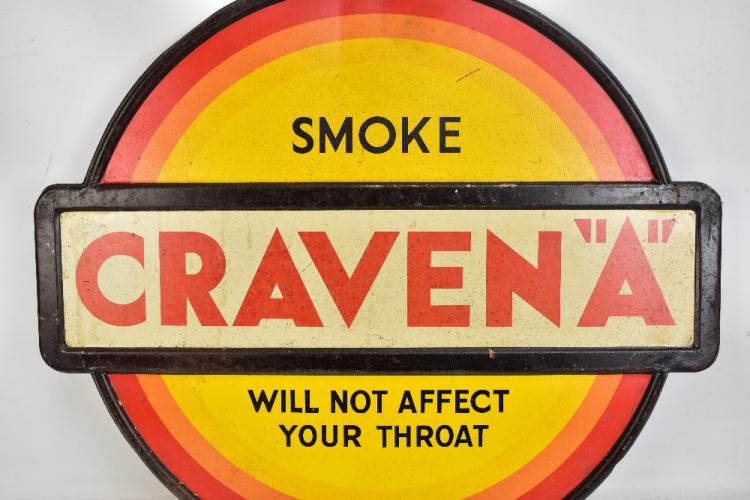 SMOKE
CRAVEN "A"
WILL NOT AFFECT
YOUR THROAT